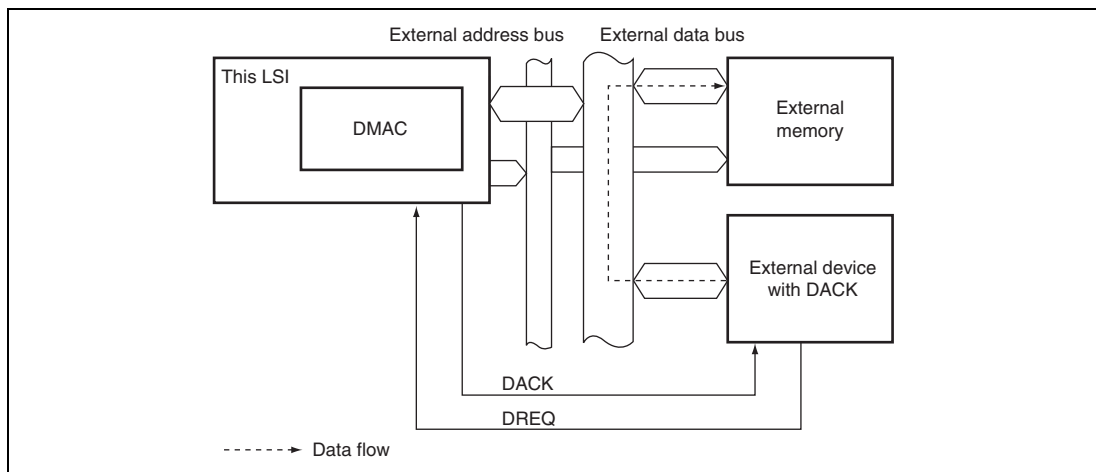 External address bus
External data bus
This LSI
DMAC
External
memory
External device
with DACK
DACK
DREQ
Data flow